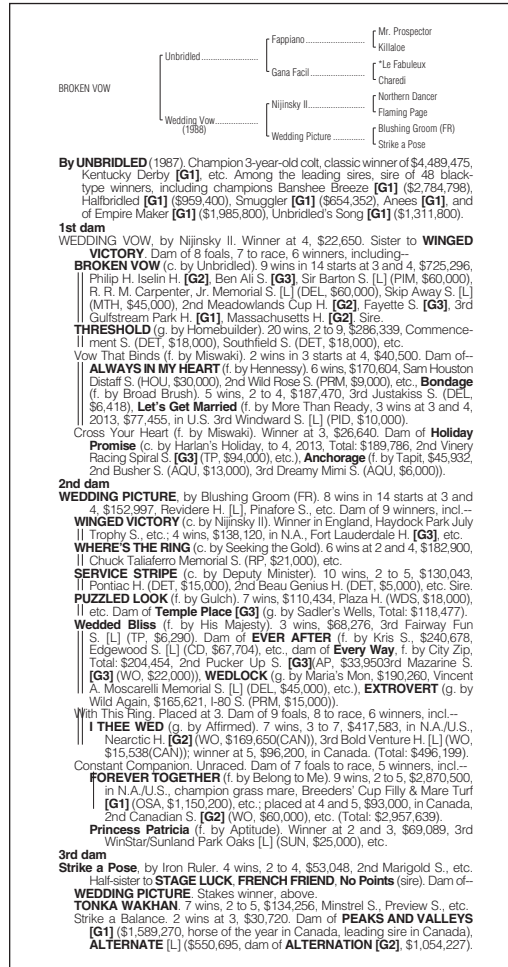 Mr. Prospector
Fappiano
Killaloe
Unbridled
*Le Fabuleux
Gana Facil
Charedi
BROKEN VOW
Northern Dancer
Nijinsky II
Flaming Page
Wedding Vow
(1988)
Blushing Groom (FR)
Wedding Picture
Strike a Pose
By UNBRIDLED (1987). Champion 3-year-old colt, classic winner of $4,489,475,
Kentucky Derby [G1], etc. Among the leading sires, sire of 48 black-
type winners, including champions Banshee Breeze [G1] ($2,784,798),
Halfbridled [G1] ($959,400), Smuggler [G1] ($654,352), Anees [G1], and
of Empire Maker [G1] ($1,985,800), Unbridled's Song [G1] ($1,311,800).
1st dam
WEDDING VOW, by Nijinsky II. Winner at 4, $22,650. Sister to WINGED
VICTORY. Dam of 8 foals, 7 to race, 6 winners, including--
BROKEN VOW (c. by Unbridled). 9 wins in 14 starts at 3 and 4, $725,296,
Philip H. Iselin H. [G2], Ben Ali S. [G3], Sir Barton S. [L] (PIM, $60,000),
R. R. M. Carpenter, Jr. Memorial S. [L] (DEL, $60,000), Skip Away S. [L]
(MTH, $45,000), 2nd Meadowlands Cup H. [G2], Fayette S. [G3], 3rd
Gulfstream Park H. [G1], Massachusetts H. [G2]. Sire.
THRESHOLD (g. by Homebuilder). 20 wins, 2 to 9, $286,339, Commence-
ment S. (DET, $18,000), Southfield S. (DET, $18,000), etc.
Vow That Binds (f. by Miswaki). 2 wins in 3 starts at 4, $40,500. Dam of--
ALWAYS IN MY HEART (f. by Hennessy). 6 wins, $170,604, Sam Houston
Distaff S. (HOU, $30,000), 2nd Wild Rose S. (PRM, $9,000), etc., Bondage
(f. by Broad Brush). 5 wins, 2 to 4, $187,470, 3rd Justakiss S. (DEL,
$6,418), Let's Get Married (f. by More Than Ready, 3 wins at 3 and 4,
2013, $77,455, in U.S. 3rd Windward S. [L] (PID, $10,000).
Cross Your Heart (f. by Miswaki). Winner at 3, $26,640. Dam of Holiday
Promise (c. by Harlan's Holiday, to 4, 2013, Total: $189,786, 2nd Vinery
Racing Spiral S. [G3] (TP, $94,000), etc.), Anchorage (f. by Tapit, $45,932,
2nd Busher S. (AQU, $13,000), 3rd Dreamy Mimi S. (AQU, $6,000)).
2nd dam
WEDDING PICTURE, by Blushing Groom (FR). 8 wins in 14 starts at 3 and
4, $152,997, Revidere H. [L], Pinafore S., etc. Dam of 9 winners, incl.--
WINGED VICTORY (c. by Nijinsky II). Winner in England, Haydock Park July
Trophy S., etc.; 4 wins, $138,120, in N.A., Fort Lauderdale H. [G3], etc.
WHERE'S THE RING (c. by Seeking the Gold). 6 wins at 2 and 4, $182,900,
Chuck Taliaferro Memorial S. (RP, $21,000), etc.
SERVICE STRIPE (c. by Deputy Minister). 10 wins, 2 to 5, $130,043,
Pontiac H. (DET, $15,000), 2nd Beau Genius H. (DET, $5,000), etc. Sire.
PUZZLED LOOK (f. by Gulch). 7 wins, $110,434, Plaza H. (WDS, $18,000),
etc. Dam of Temple Place [G3] (g. by Sadler's Wells, Total: $118,477).
Wedded Bliss (f. by His Majesty). 3 wins, $68,276, 3rd Fairway Fun
S. [L] (TP, $6,290). Dam of EVER AFTER (f. by Kris S., $240,678,
Edgewood S. [L] (CD, $67,704), etc., dam of Every Way, f. by City Zip,
Total: $204,454, 2nd Pucker Up S. [G3](AP, $33,9503rd Mazarine S.
[G3] (WO, $22,000)), WEDLOCK (g. by Maria's Mon, $190,260, Vincent
A. Moscarelli Memorial S. [L] (DEL, $45,000), etc.), EXTROVERT (g. by
Wild Again, $165,621, I-80 S. (PRM, $15,000)).
With This Ring. Placed at 3. Dam of 9 foals, 8 to race, 6 winners, incl.--
I THEE WED (g. by Affirmed). 7 wins, 3 to 7, $417,583, in N.A./U.S.,
Nearctic H. [G2] (WO, $169,650(CAN)), 3rd Bold Venture H. [L] (WO,
$15,538(CAN)); winner at 5, $96,200, in Canada. (Total: $496,199).
Constant Companion. Unraced. Dam of 7 foals to race, 5 winners, incl.--
FOREVER TOGETHER (f. by Belong to Me). 9 wins, 2 to 5, $2,870,500,
in N.A./U.S., champion grass mare, Breeders' Cup Filly & Mare Turf
[G1] (OSA, $1,150,200), etc.; placed at 4 and 5, $93,000, in Canada,
2nd Canadian S. [G2] (WO, $60,000), etc. (Total: $2,957,639).
Princess Patricia (f. by Aptitude). Winner at 2 and 3, $69,089, 3rd
WinStar/Sunland Park Oaks [L] (SUN, $25,000), etc.
3rd dam
Strike a Pose, by Iron Ruler. 4 wins, 2 to 4, $53,048, 2nd Marigold S., etc.
Half-sister to STAGE LUCK, FRENCH FRIEND, No Points (sire). Dam of--
WEDDING PICTURE. Stakes winner, above.
TONKA WAKHAN. 7 wins, 2 to 5, $134,256, Minstrel S., Preview S., etc.
Strike a Balance. 2 wins at 3, $30,720. Dam of PEAKS AND VALLEYS
[G1] ($1,589,270, horse of the year in Canada, leading sire in Canada),
ALTERNATE [L] ($550,695, dam of ALTERNATION [G2], $1,054,227).